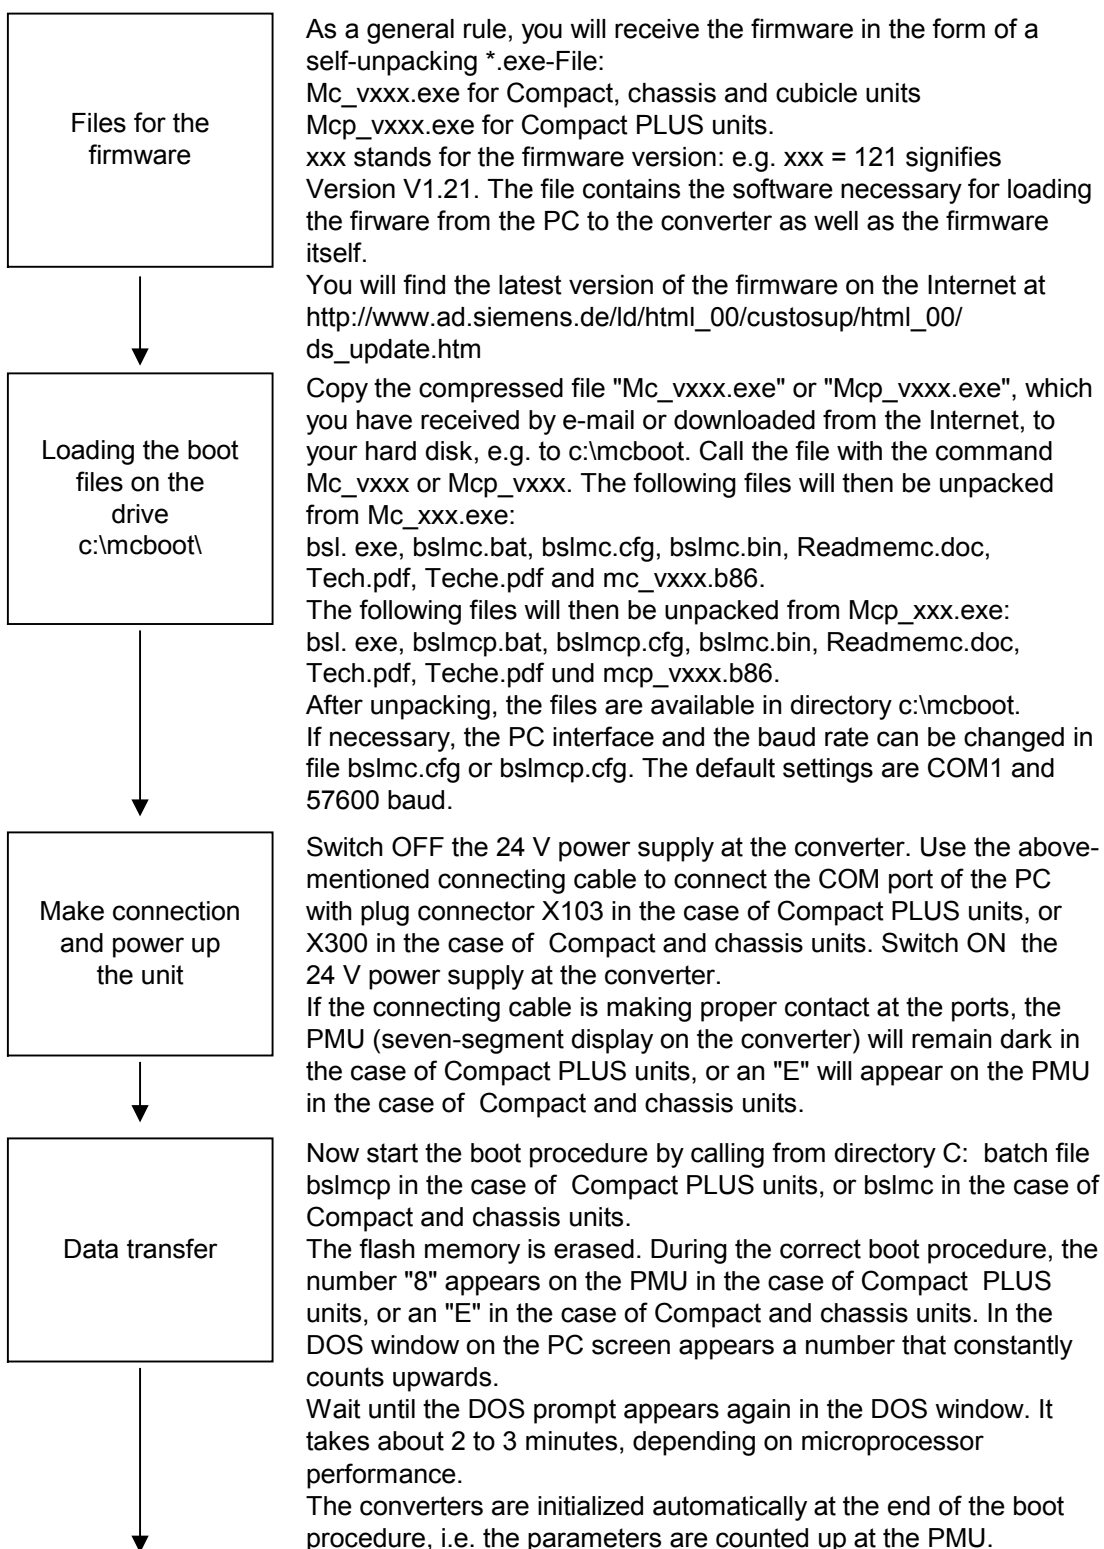 Files for the
firmware
As a general rule, you will receive the firmware in the form of a
self-unpacking *.exe-File:
Mc_vxxx.exe for Compact, chassis and cubicle units
Mcp_vxxx.exe for Compact PLUS units.
xxx stands for the firmware version: e.g. xxx = 121 signifies
Version V1.21. The file contains the software necessary for loading
the firware from the PC to the converter as well as the firmware
itself.
You will find the latest version of the firmware on the Internet at
http://www.ad.siemens.de/ld/html_00/custosup/html_00/
ds_update.htm
Loading the boot
files on the
drive
c:\mcboot\
Copy the compressed file "Mc_vxxx.exe" or "Mcp_vxxx.exe", which
you have received by e-mail or downloaded from the Internet, to
your hard disk, e.g. to c:\mcboot. Call the file with the command
Mc_vxxx or Mcp_vxxx. The following files will then be unpacked
from Mc_xxx.exe:
bsl. exe, bslmc.bat, bslmc.cfg, bslmc.bin, Readmemc.doc,
Tech.pdf, Teche.pdf and mc_vxxx.b86.
The following files will then be unpacked from Mcp_xxx.exe:
bsl. exe, bslmcp.bat, bslmcp.cfg, bslmc.bin, Readmemc.doc,
Tech.pdf, Teche.pdf und mcp_vxxx.b86.
After unpacking, the files are available in directory c:\mcboot.
If necessary, the PC interface and the baud rate can be changed in
file bslmc.cfg or bslmcp.cfg. The default settings are COM1 and
57600 baud.
Make connection
and power up
the unit
Switch OFF the 24 V power supply at the converter. Use the above-
mentioned connecting cable to connect the COM port of the PC
with plug connector X103 in the case of Compact PLUS units, or
X300 in the case of  Compact and chassis units. Switch ON  the
24 V power supply at the converter.
If the connecting cable is making proper contact at the ports, the
PMU (seven-segment display on the converter) will remain dark in
the case of Compact PLUS units, or an "E" will appear on the PMU
in the case of  Compact and chassis units.
Data transfer
Now start the boot procedure by calling from directory C:  batch file
bslmcp in the case of  Compact PLUS units, or bslmc in the case of
Compact and chassis units.
The flash memory is erased. During the correct boot procedure, the
number "8" appears on the PMU in the case of Compact  PLUS
units, or an "E" in the case of Compact and chassis units. In the
DOS window on the PC screen appears a number that constantly
counts upwards.
Wait until the DOS prompt appears again in the DOS window. It
takes about 2 to 3 minutes, depending on microprocessor
performance.
The converters are initialized automatically at the end of the boot
procedure, i.e. the parameters are counted up at the PMU.